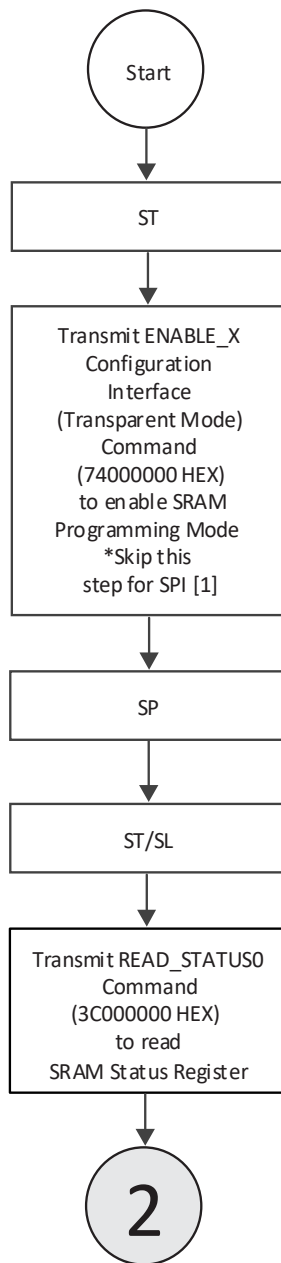 Start
ST
Transmit ENABLE_X
Configuration
Interface
(Transparent Mode)
Command
(74000000 HEX)
to enable SRAM
Programming Mode
*Skip this
step for SPI [1]
SP
ST/SL
Transmit READ_STATUS0
Command
(3C000000 HEX)
to read
SRAM Status Register
2